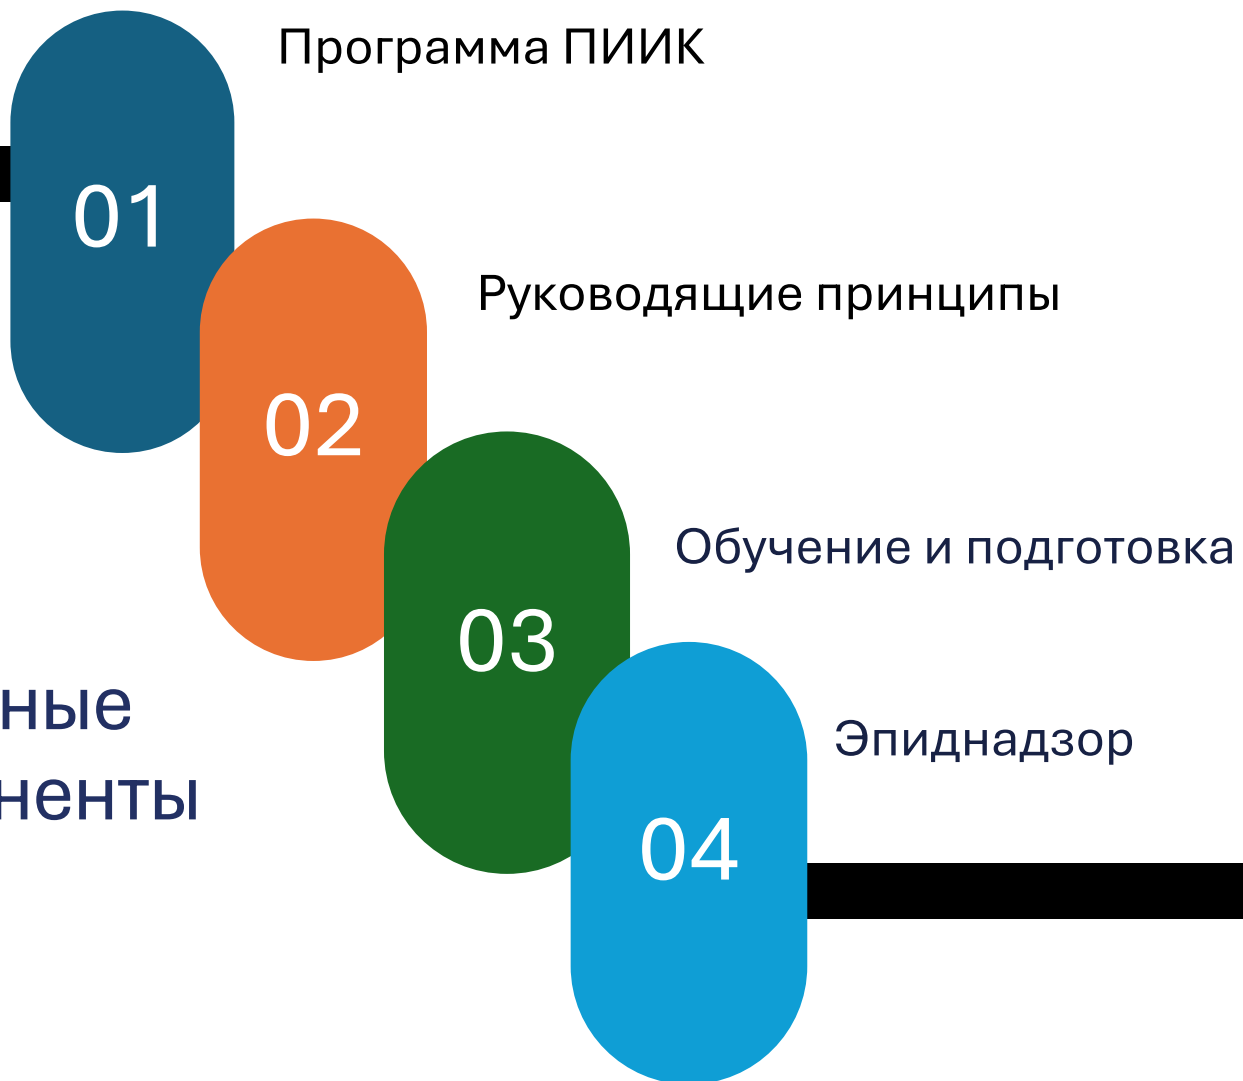 Программа ПИИК
01
Руководящие принципы
02
Обучение и подготовка
03
Эпиднадзор
04
ные
ненты